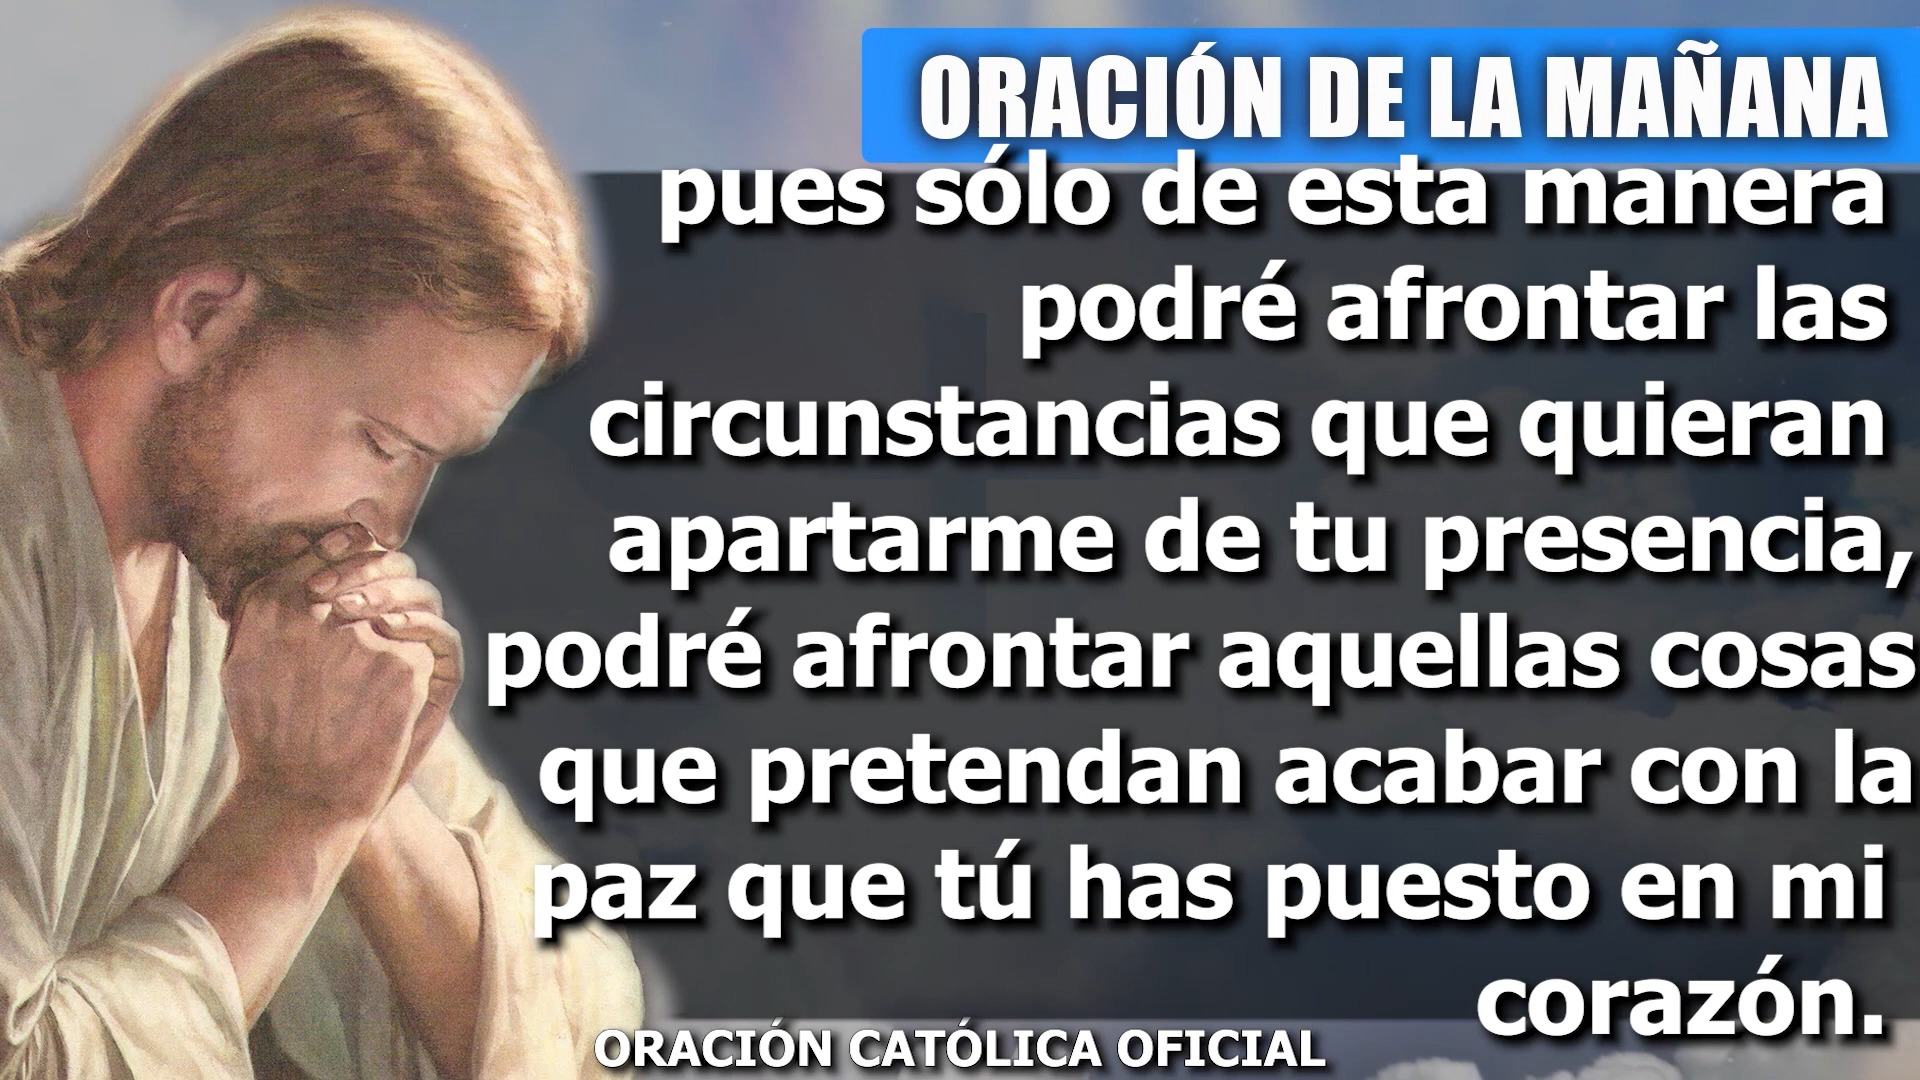 ORACIÓN DE LA MAÑANA
pues sólo de esta manera
podré afrontar las
circunstancias que quieran
apartarme de tu presencia,
podré afrontar aquellas cosas
que pretendan acabar con la
paz que tú has puesto en mi
corazón.
ORACIÓN CATÓLICA OFICIAL